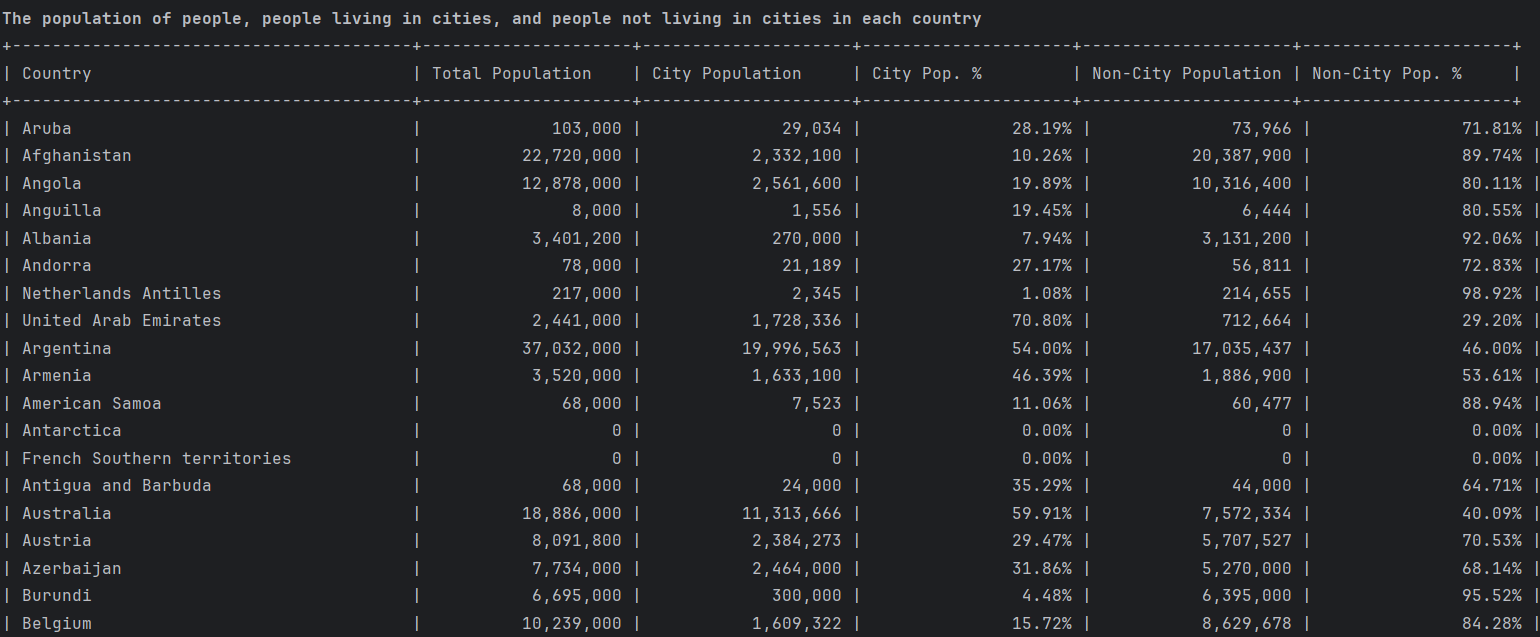 The population of people, people living in cities, and people not living in cities in each country
+----------------------------------------+---------------------+---------------------+---------------------+---------------------+---------------------+
| Country | Total Population | City Population | City Pop. % | Non-City Population | Non-City Pop. % |
+----------------------------------------+---------------------+---------------------+---------------------+---------------------+---------------------+
| Aruba | 103,000 | 29,034 | 28.19% | 73,966 | 71.81% |
| Afghanistan | 22,720,000 | 2,332,100 | 10.26% | 20,387,900 | 89.74% |
| Angola | 12,878,000 | 2,561,600 | 19.89% | 10,316,400 | 80.11% |
| Anguilla | 8,000 | 1,556 | 19.45% | 6,444 | 80.55% |
| Albania | 3,401,200 | 270,000 | 7.94% | 3,131,200 | 92.06% |
| Andorra | 78,000 | 21,189 | 27.17% | 56,811 | 72.83% |
| Netherlands Antilles | 217,000 | 2,345 | 1.08% | 214,655 | 98.92% |
| United Arab Emirates | 2,441,000 | 1,728,336 | 70.80% | 712,664 | 29.20% |
| Argentina | 37,032,000 | 19,996,563 | 54.00% | 17,035,437 | 46.00% |
| Armenia | 3,520,000 | 1,633,100 | 46.39% | 1,886,900 | 53.61% |
| American Samoa | 68,000 | 7,523 | 11.06% | 60,477 | 88.94% |
| Antarctica | 0 | 0 | 0.00% | 0 | 0.00% |
| French Southern territories | 0 | 0 | 0.00% | 0 | 0.00% |
| Antigua and Barbuda | 68,000 | 24,000 | 35.29% | 44,000 | 64.71% |
| Australia | 18,886,000 | 11,313,666 | 59.91% | 7,572,334 | 40.09% |
| Austria | 8,091,800 | 2,384,273 | 29.47% | 5,707,527 | 70.53% |
| Azerbaijan | 7,734,000 | 2,464,000 | 31.86% | 5,270,000 | 68.14% |
| Burundi | 6,695,000 | 300,000 | 4.48% | 6,395,000 | 95.52% |
| Belgium | 10,239,000 | 1,609,322 | 15.72% | 8,629,678 | 84.28% |